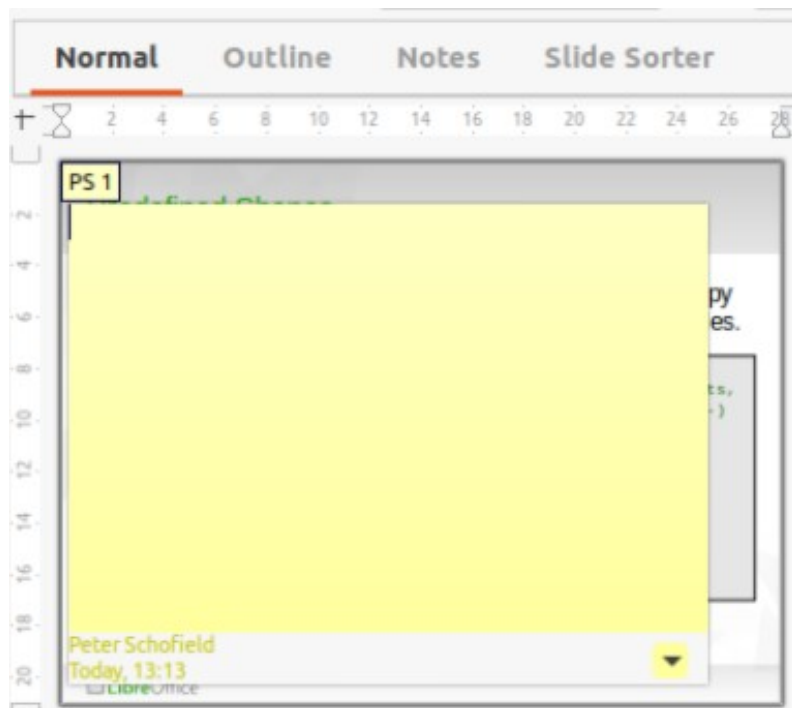 Normal Outline Notes Slide Sorter
2 4 6 8 10 12 14 16 18 20 22 24 26 28
PS 1
2
4
py
6
es.
8
ts,
10
-)
12
14
16
18
Peter Schofield
Today, 13:13
20
LibreOffice